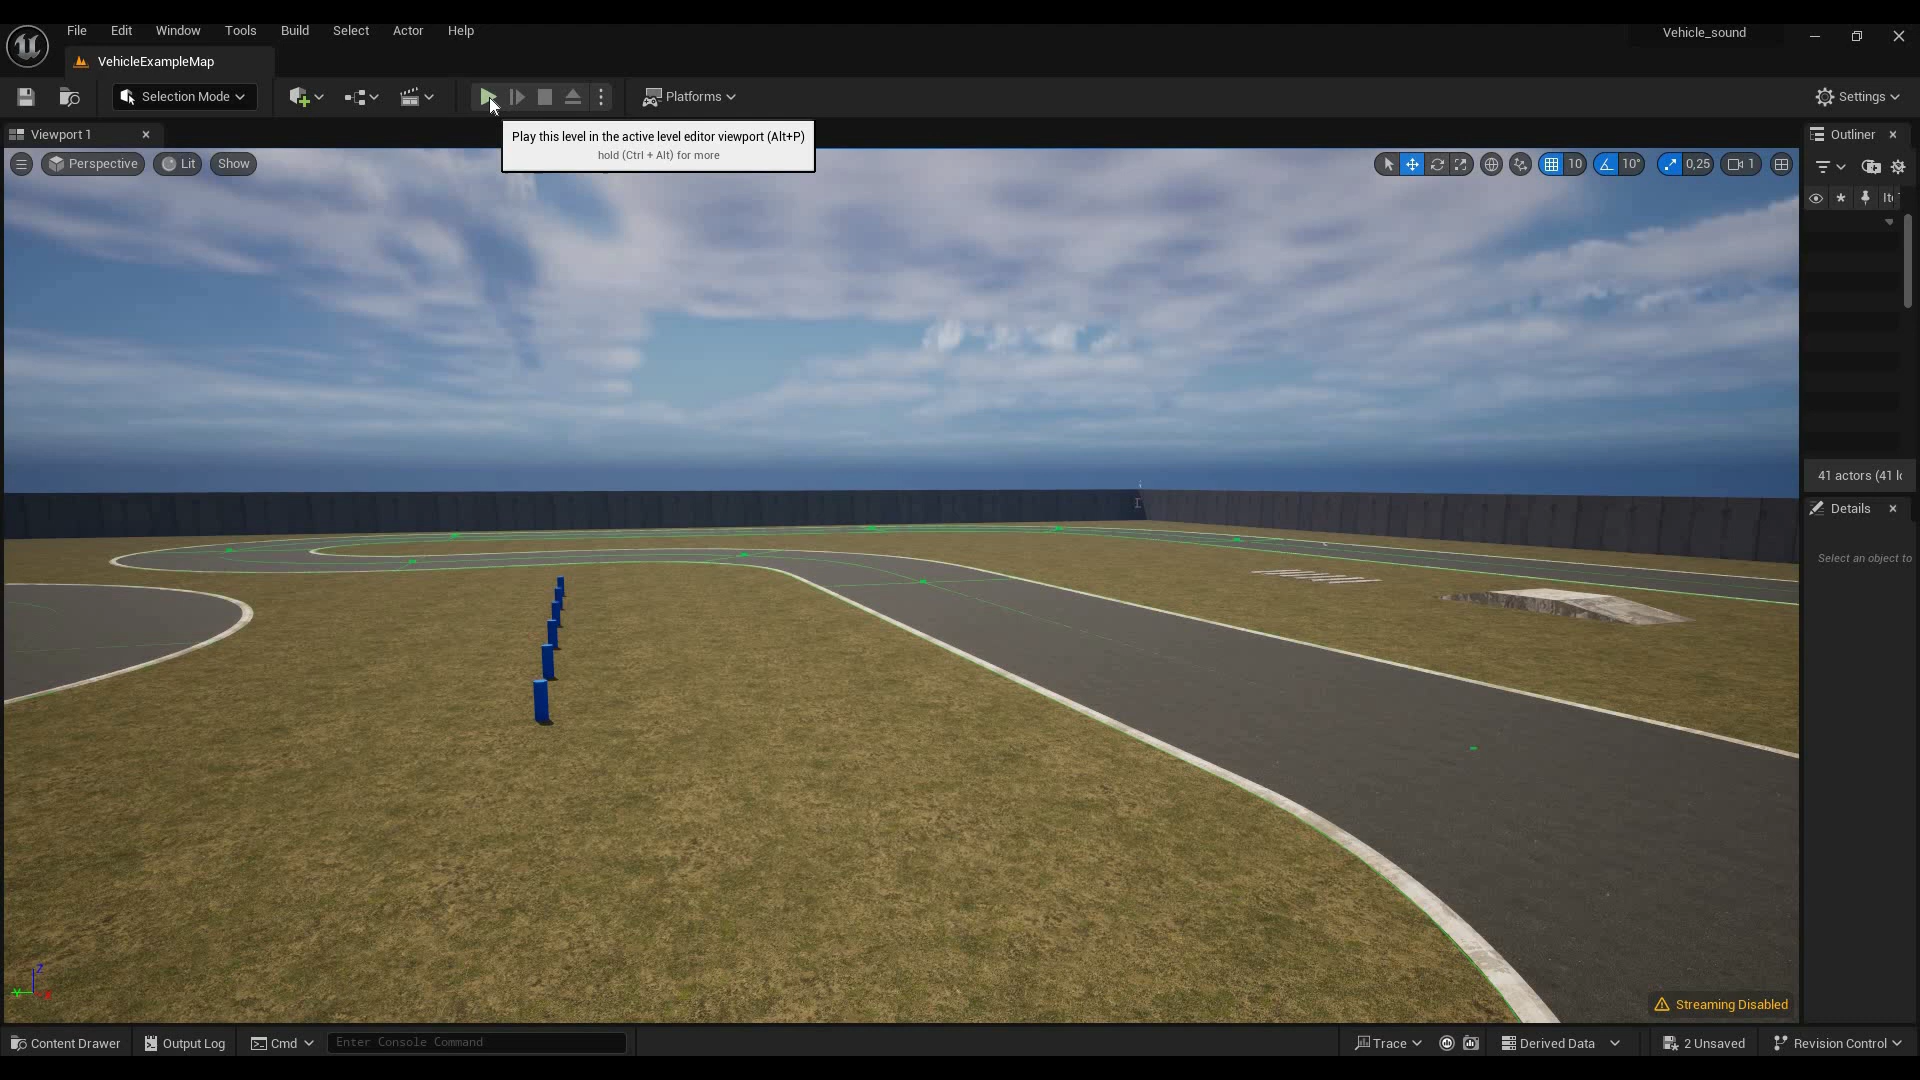 File Edit Window Tools Build Select Actor Help
Vehicle_sound
VehicleExampleMap
Selection Mode
Platforms
Settings
Viewport 1
Play this level in the active level editor viewport (Alt+P)
hold (Ctrl + Alt) for more
Outliner
Perspective Lit Show
10 10° 0,25 1
41 actors (41 l
Details
Select an object to
Z
Y
Streaming Disabled
Content Drawer Output Log Cmd Enter Console Command Trace Derived Data 2 Unsaved Revision Control